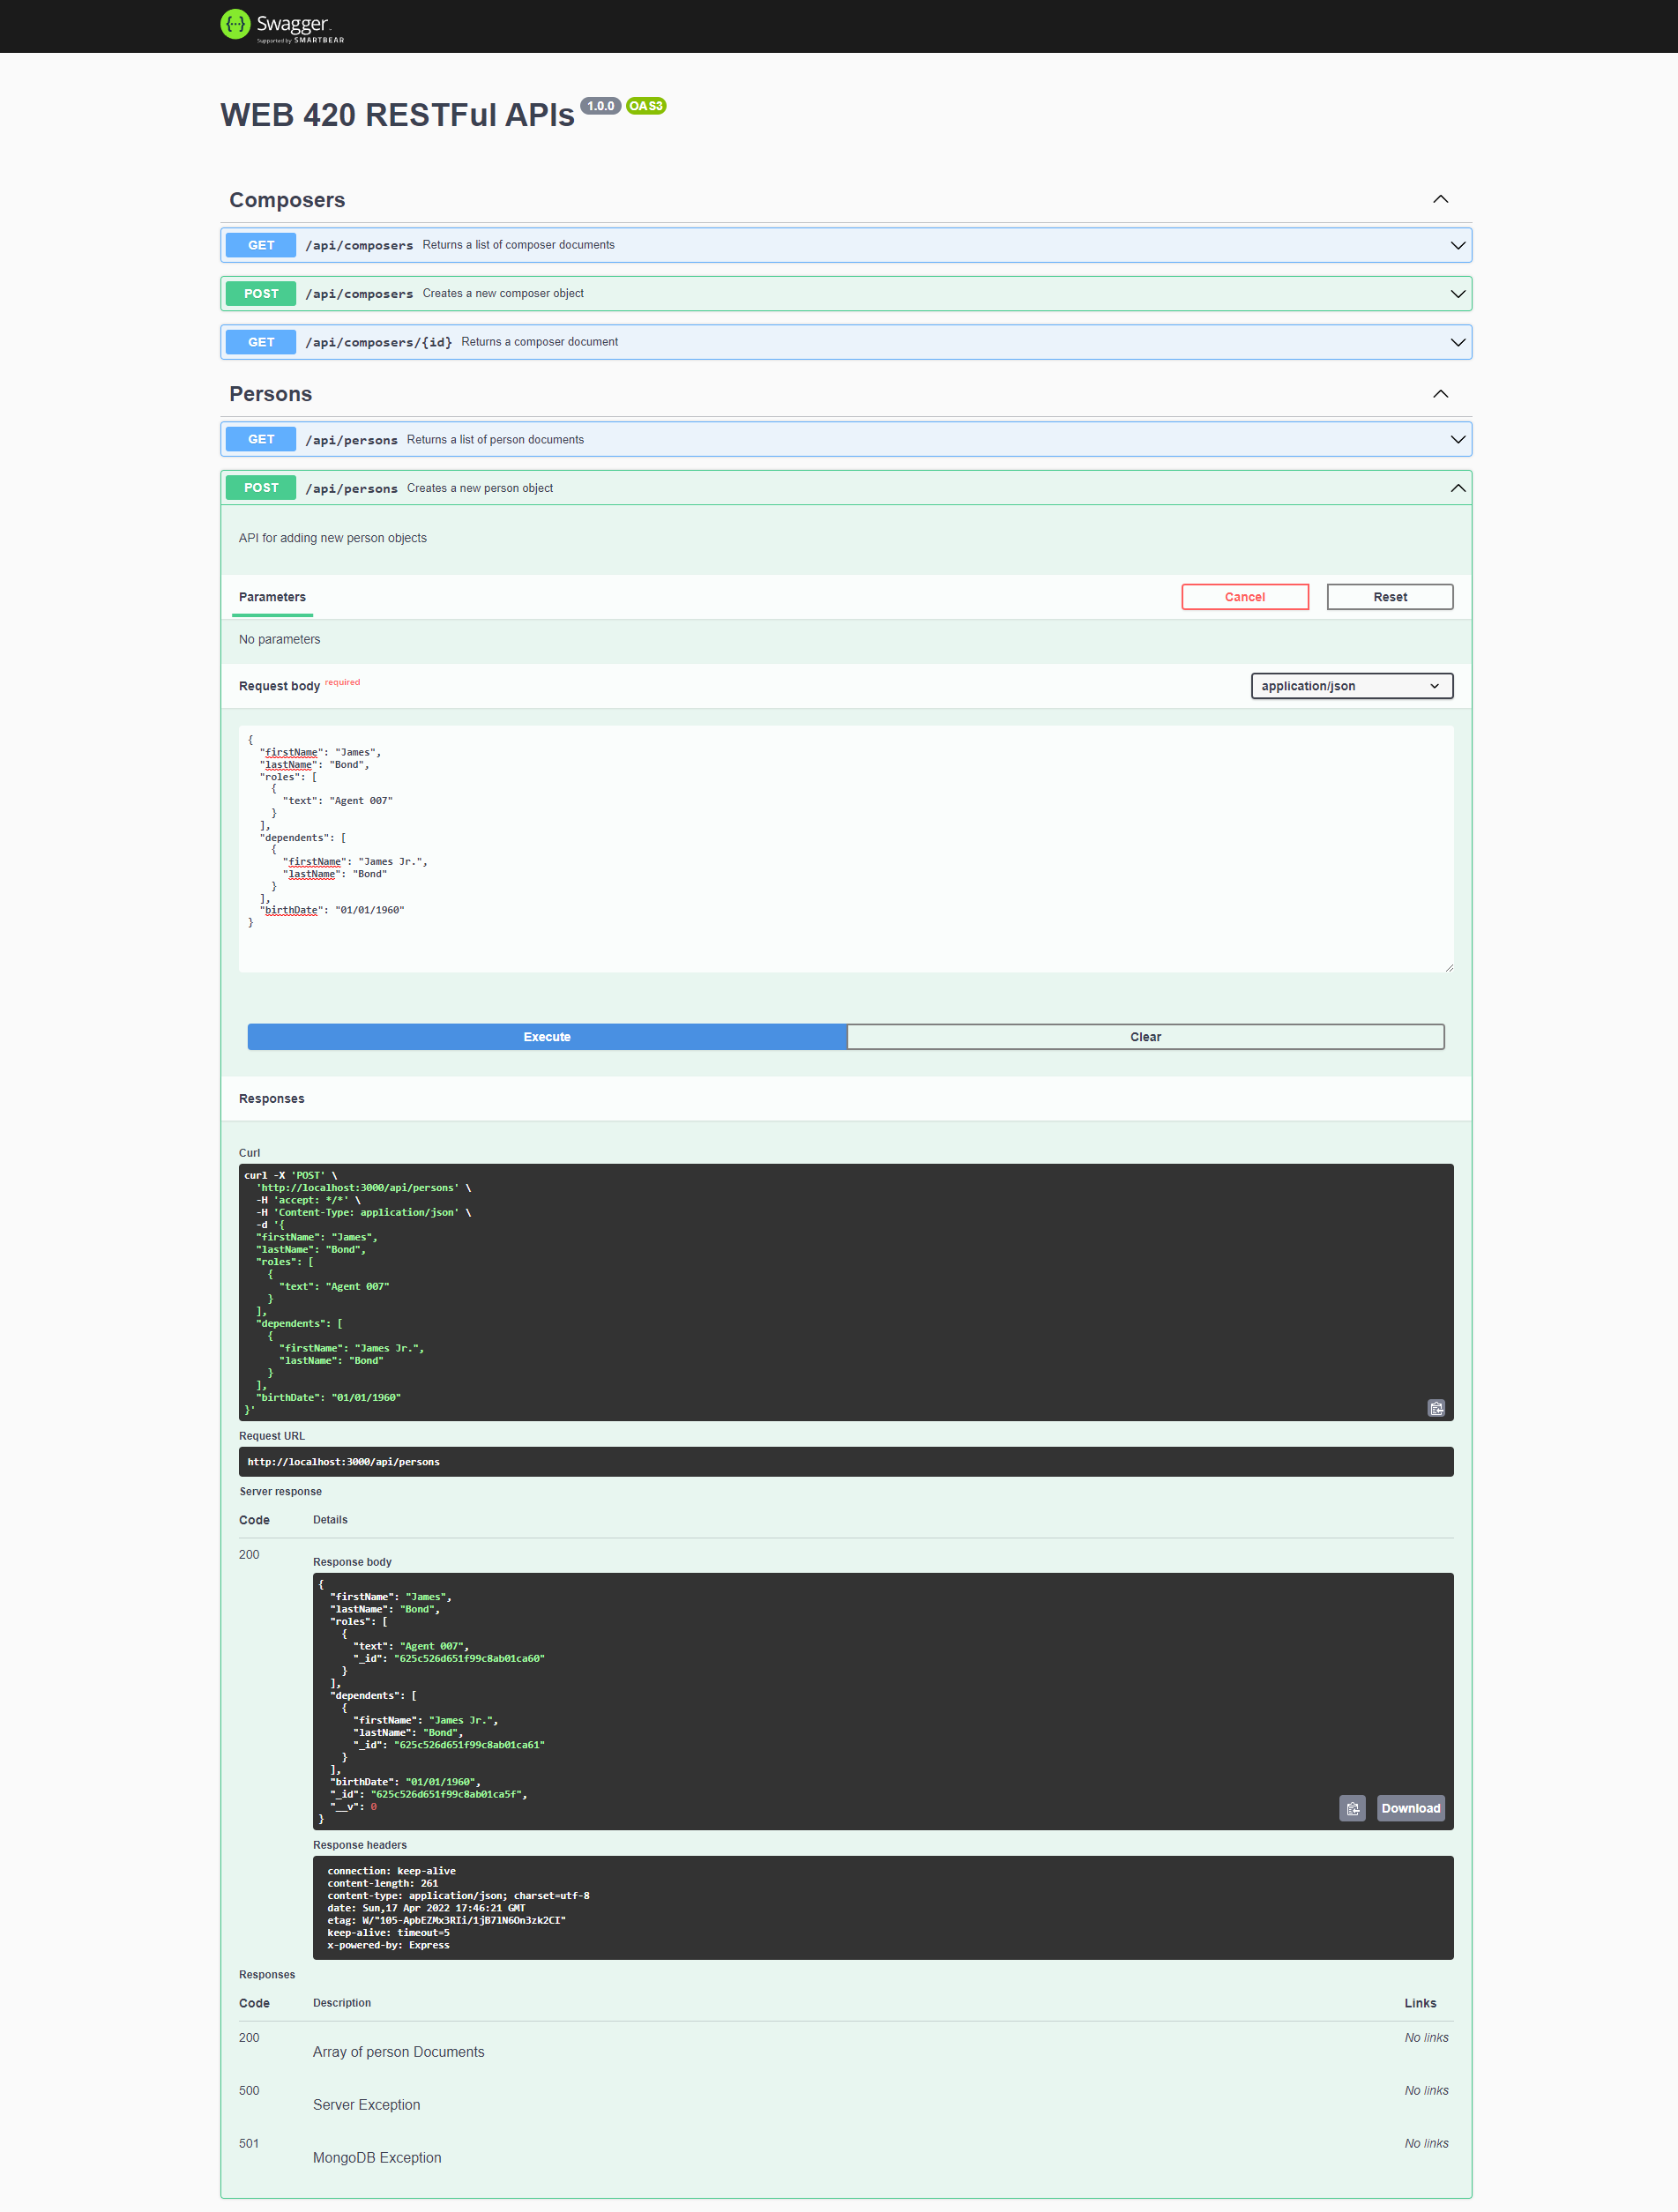 Swagger.
Supported by SMARTBEAR
WEB 420 RESTFul APIs 1.0.0 OAS3
Composers
GET /api/composers Returns a list of composer documents
POST /api/composers Creates a new composer object
GET /api/composers/{id} Returns a composer document
Persons
GET /api/persons Returns a list of person documents
POST /api/persons Creates a new person object
API for adding new person objects
Parameters Cancel Reset
No parameters
Request body required application/json
{
  "firstName": "James",
  "lastName": "Bond",
  "roles": [
    {
      "text": "Agent 007"
    }
  ],
  "dependents": [
    {
      "firstName": "James Jr.",
      "lastName": "Bond"
    }
  ],
  "birthDate": "01/01/1960"
}
Execute Clear
Responses
Curl
curl -X 'POST' \
  'http://localhost:3000/api/persons' \
  -H 'accept: */*' \
  -H 'Content-Type: application/json' \
  -d '{
  "firstName": "James",
  "lastName": "Bond",
  "roles": [
    {
      "text": "Agent 007"
    }
  ],
  "dependents": [
    {
      "firstName": "James Jr.",
      "lastName": "Bond"
    }
  ],
  "birthDate": "01/01/1960"
}'
Request URL
http://localhost:3000/api/persons
Server response
Code Details
200
Response body
{
  "firstName": "James",
  "lastName": "Bond",
  "roles": [
    {
      "text": "Agent 007",
      "_id": "625c526d651f99c8ab01ca60"
    }
  ],
  "dependents": [
    {
      "firstName": "James Jr.",
      "lastName": "Bond",
      "_id": "625c526d651f99c8ab01ca61"
    }
  ],
  "birthDate": "01/01/1960",
  "_id": "625c526d651f99c8ab01ca5f",
  "__v": 0
}
Download
Response headers
connection: keep-alive
content-length: 261
content-type: application/json; charset=utf-8
date: Sun,17 Apr 2022 17:46:21 GMT
etag: W/"105-ApbEZMx3RIi/1jB7lN6On3zk2CI"
keep-alive: timeout=5
x-powered-by: Express
Responses
Code Description Links
200 No links
Array of person Documents
500 No links
Server Exception
501 No links
MongoDB Exception